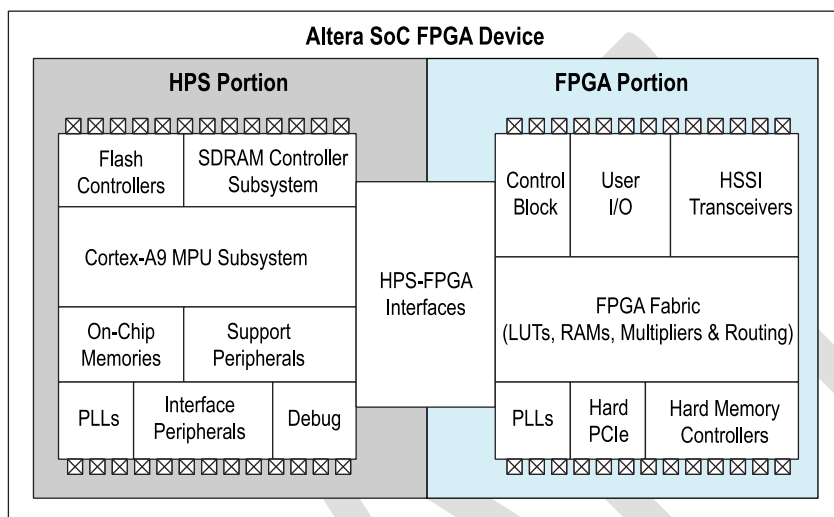 Altera SoC FPGA Device
HPS Portion
Flash
Controllers
SDRAM Controller
Subsystem
Cortex-A9 MPU Subsystem
On-Chip
Memories
Support
Peripherals
PLLs
Interface
Peripherals
Debug
HPS-FPGA
Interfaces
FPGA Portion
Control
Block
User
I/O
HSSI
Transceivers
FPGA Fabric
(LUTs, RAMs, Multipliers & Routing)
PLLs
Hard
PCIe
Hard Memory
Controllers